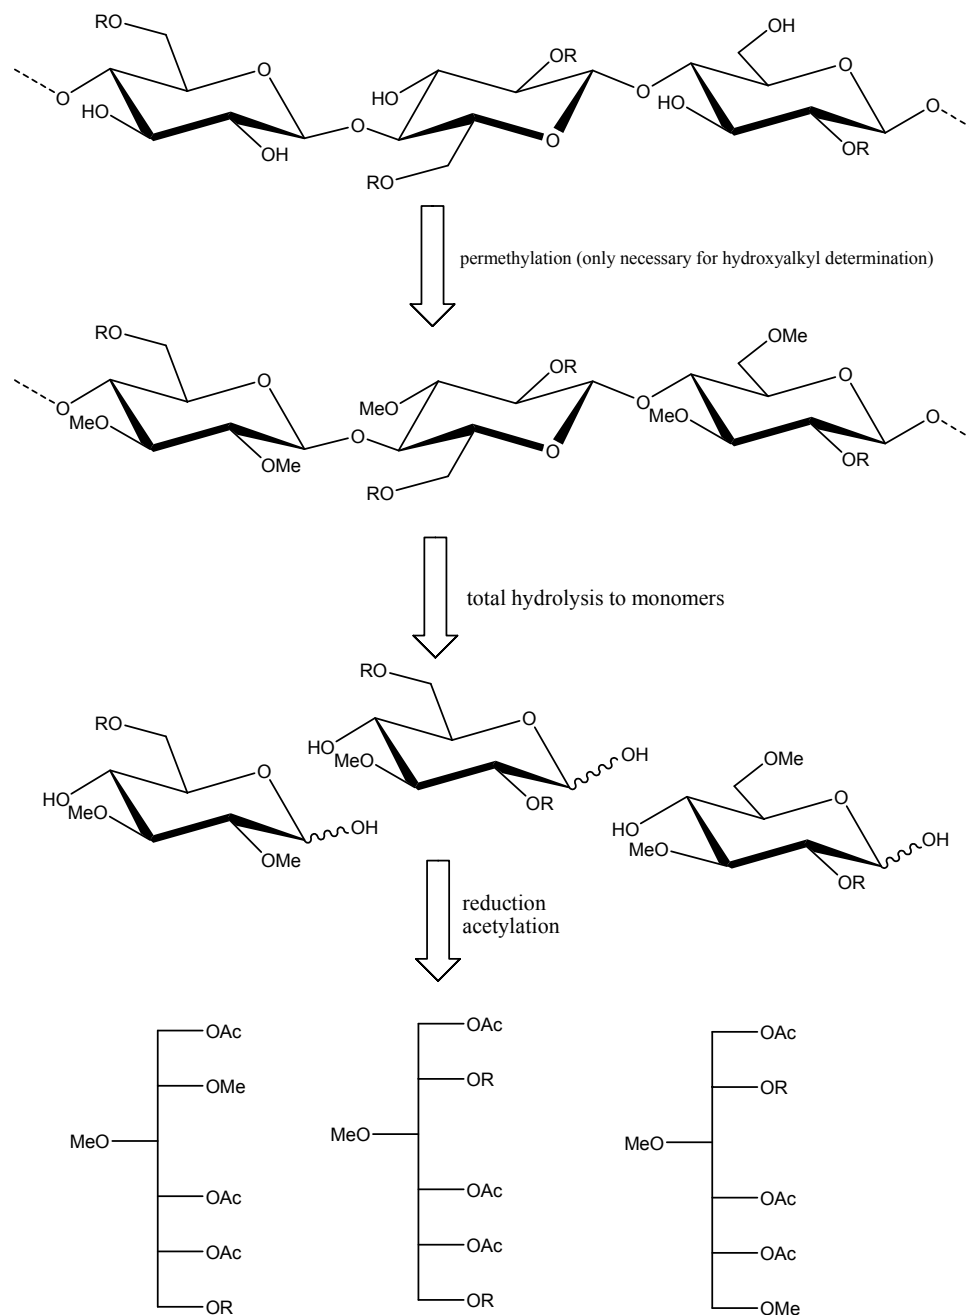 RO
O
OR
OH
O
O
HO
O
HO
O
HO
O
O
OH
RO
OR
permethylation (only necessary for hydroxyalkyl determination)
RO
OMe
O
OR
O
O
MeO
O
MeO
O
MeO
O
O
OMe
RO
OR
total hydrolysis to monomers
RO
O
HO
MeO
OH
OR
RO
O
HO
MeO
OH
OMe
OMe
O
HO
MeO
OH
OR
reduction
acetylation
OAc
OMe
MeO
OAc
OAc
OR
OAc
OR
MeO
OAc
OAc
OR
OAc
OR
MeO
OAc
OAc
OMe